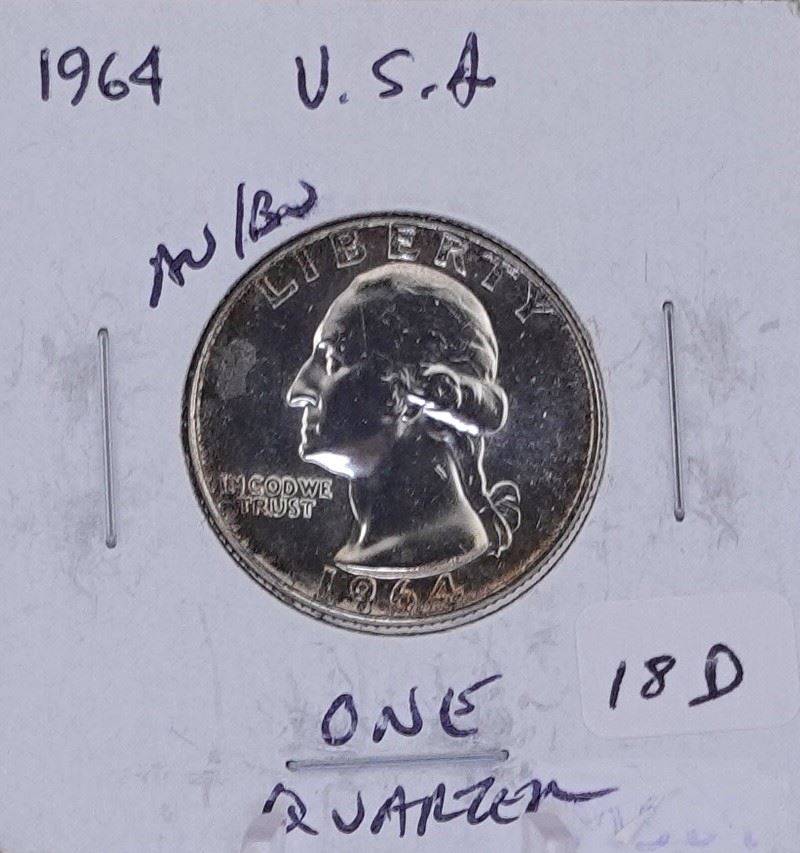 1964 U.S.A
AU/BU
LIBERTY
IN GOD WE
TRUST
1964
18D
ONE
QUARTER